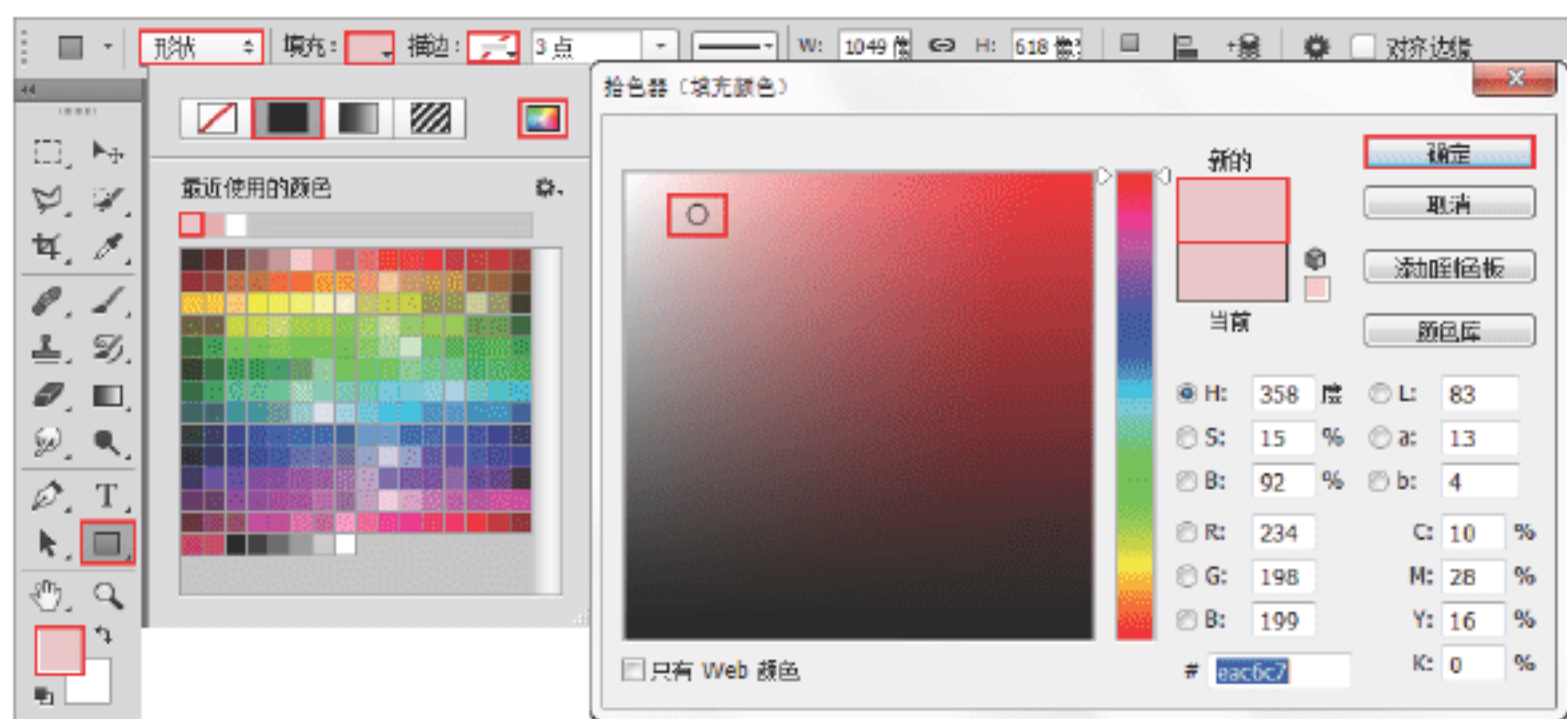 形状 填充: 描边: 3 点 W: 1049 像 H: 618 像 对齐边缘
拾色器（填充颜色）
最近使用的颜色
新的
当前
确定
取消
添加到色板
颜色库
H: 358 度 L: 83
S: 15 % a: 13
B: 92 % b: 4
R: 234 C: 10 %
G: 198 M: 28 %
B: 199 Y: 16 %
# eac6c7 K: 0 %
只有 Web 颜色
T